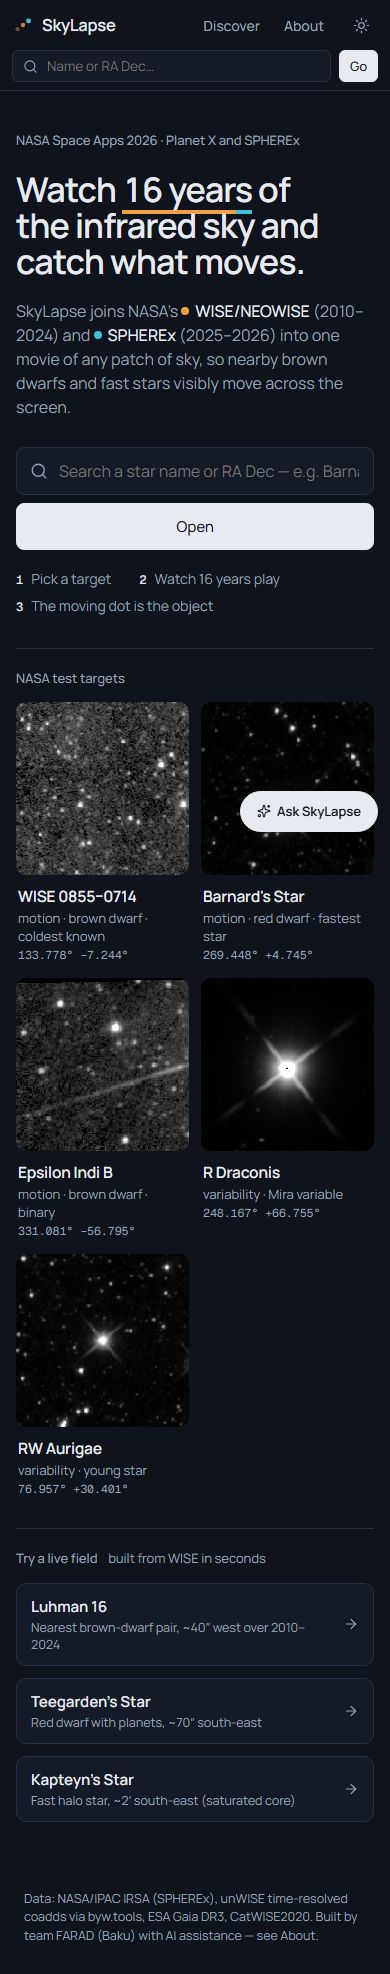 SkyLapse
Discover
About
Name or RA Dec…
Go
NASA Space Apps 2026 · Planet X and SPHEREx
Watch 16 years of
the infrared sky and
catch what moves.
SkyLapse joins NASA's WISE/NEOWISE (2010–
2024) and SPHEREx (2025–2026) into one
movie of any patch of sky, so nearby brown
dwarfs and fast stars visibly move across the
screen.
Search a star name or RA Dec — e.g. Barna
Open
1 Pick a target 2 Watch 16 years play
3 The moving dot is the object
NASA test targets
Ask SkyLapse
WISE 0855–0714
motion · brown dwarf ·
coldest known
133.778° −7.244°
Barnard's Star
motion · red dwarf · fastest
star
269.448° +4.745°
Epsilon Indi B
motion · brown dwarf ·
binary
331.081° −56.795°
R Draconis
variability · Mira variable
248.167° +66.755°
RW Aurigae
variability · young star
76.957° +30.401°
Try a live field built from WISE in seconds
Luhman 16
Nearest brown-dwarf pair, ~40″ west over 2010–
2024
Teegarden's Star
Red dwarf with planets, ~70″ south-east
Kapteyn's Star
Fast halo star, ~2′ south-east (saturated core)
Data: NASA/IPAC IRSA (SPHEREx), unWISE time-resolved
coadds via byw.tools, ESA Gaia DR3, CatWISE2020. Built by
team FARAD (Baku) with AI assistance — see About.